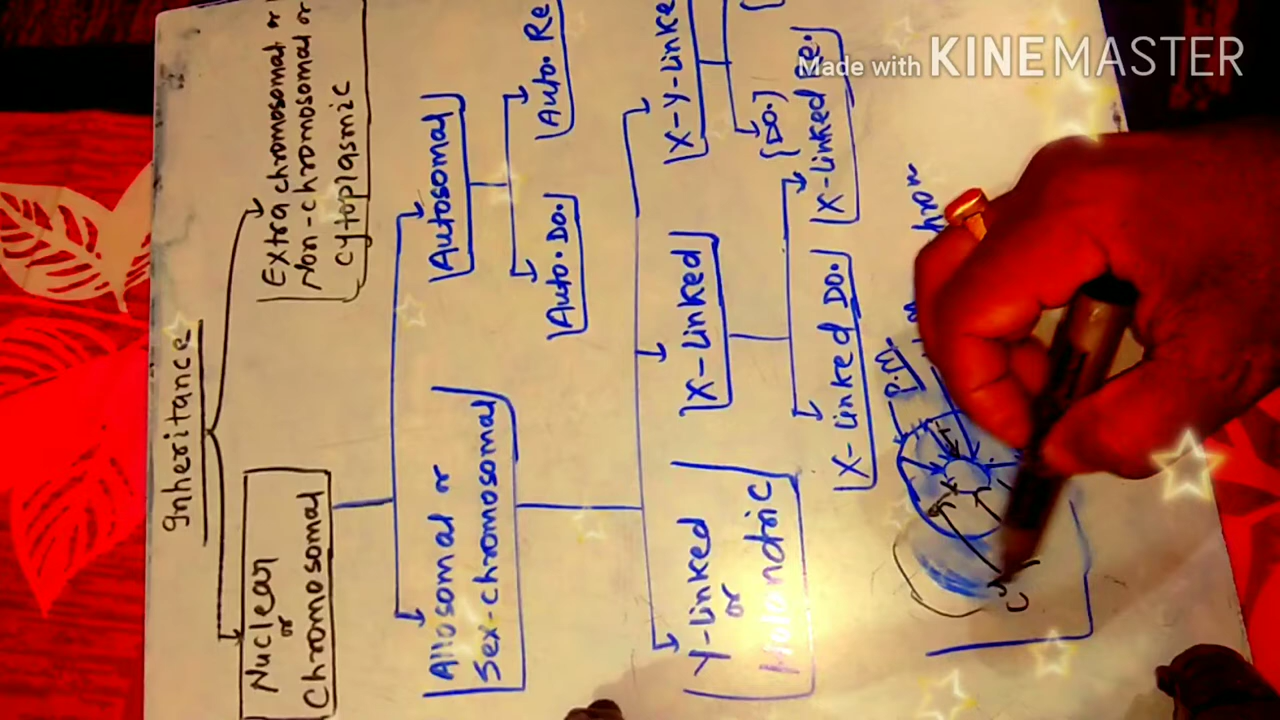 Inheritance
Nuclear
or
Chromosomal
Extra chromosomal or
Non-chromosomal or
cytoplasmic
Allosomal or
Sex-chromosomal
Autosomal
Auto. Do.
Auto. Re
Y-linked
or
Holandric
X-Linked
X-Y-linke
[Do.]
X-linked Do.
X-linked Re.
P.M.
Made with KINEMASTER